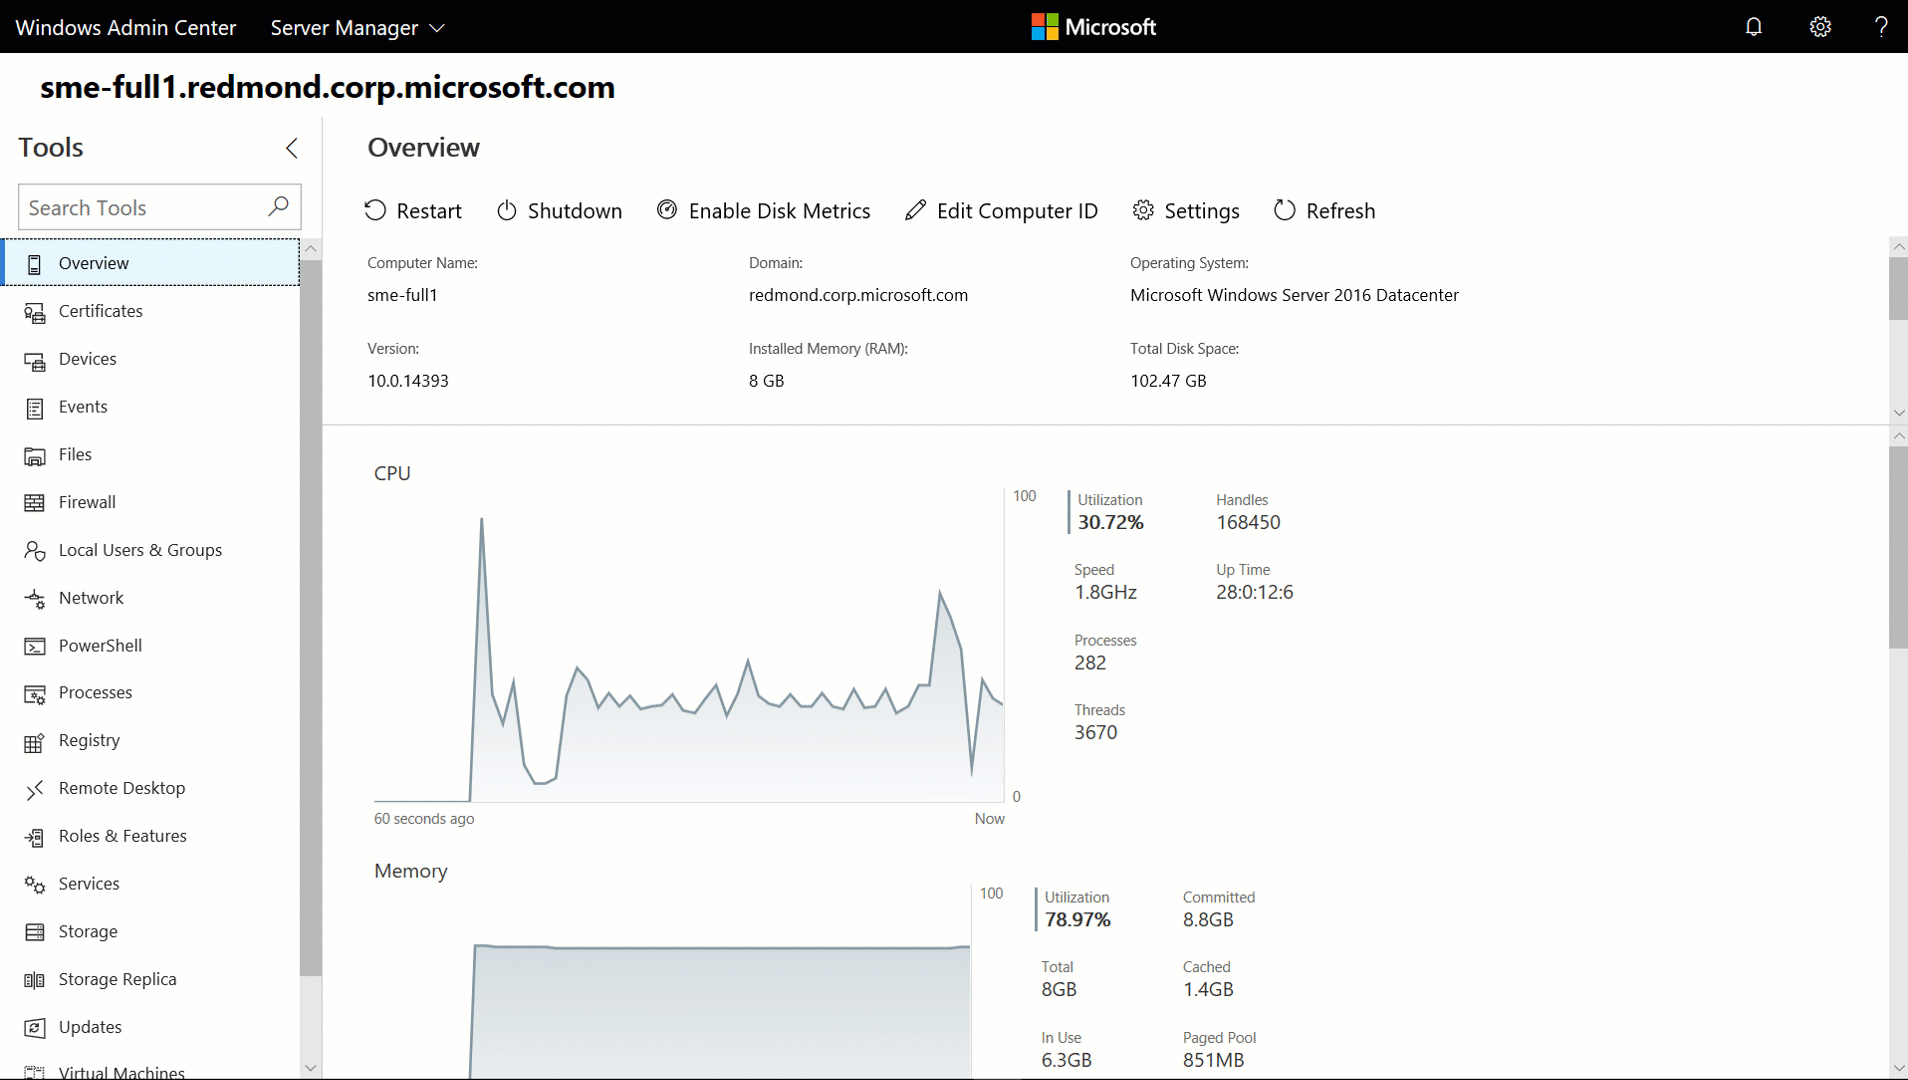 Windows Admin Center Server Manager Microsoft ?
sme-full1.redmond.corp.microsoft.com
Tools
Search Tools
Overview
Certificates
Devices
Events
Files
Firewall
Local Users & Groups
Network
PowerShell
Processes
Registry
Remote Desktop
Roles & Features
Services
Storage
Storage Replica
Updates
Virtual Machines
Overview
Restart Shutdown Enable Disk Metrics Edit Computer ID Settings Refresh
Computer Name: Domain: Operating System:
sme-full1 redmond.corp.microsoft.com Microsoft Windows Server 2016 Datacenter
Version: Installed Memory (RAM): Total Disk Space:
10.0.14393 8 GB 102.47 GB
CPU
100
0
60 seconds ago Now
Utilization Handles
30.72% 168450
Speed Up Time
1.8GHz 28:0:12:6
Processes
282
Threads
3670
Memory
100
Utilization Committed
78.97% 8.8GB
Total Cached
8GB 1.4GB
In Use Paged Pool
6.3GB 851MB